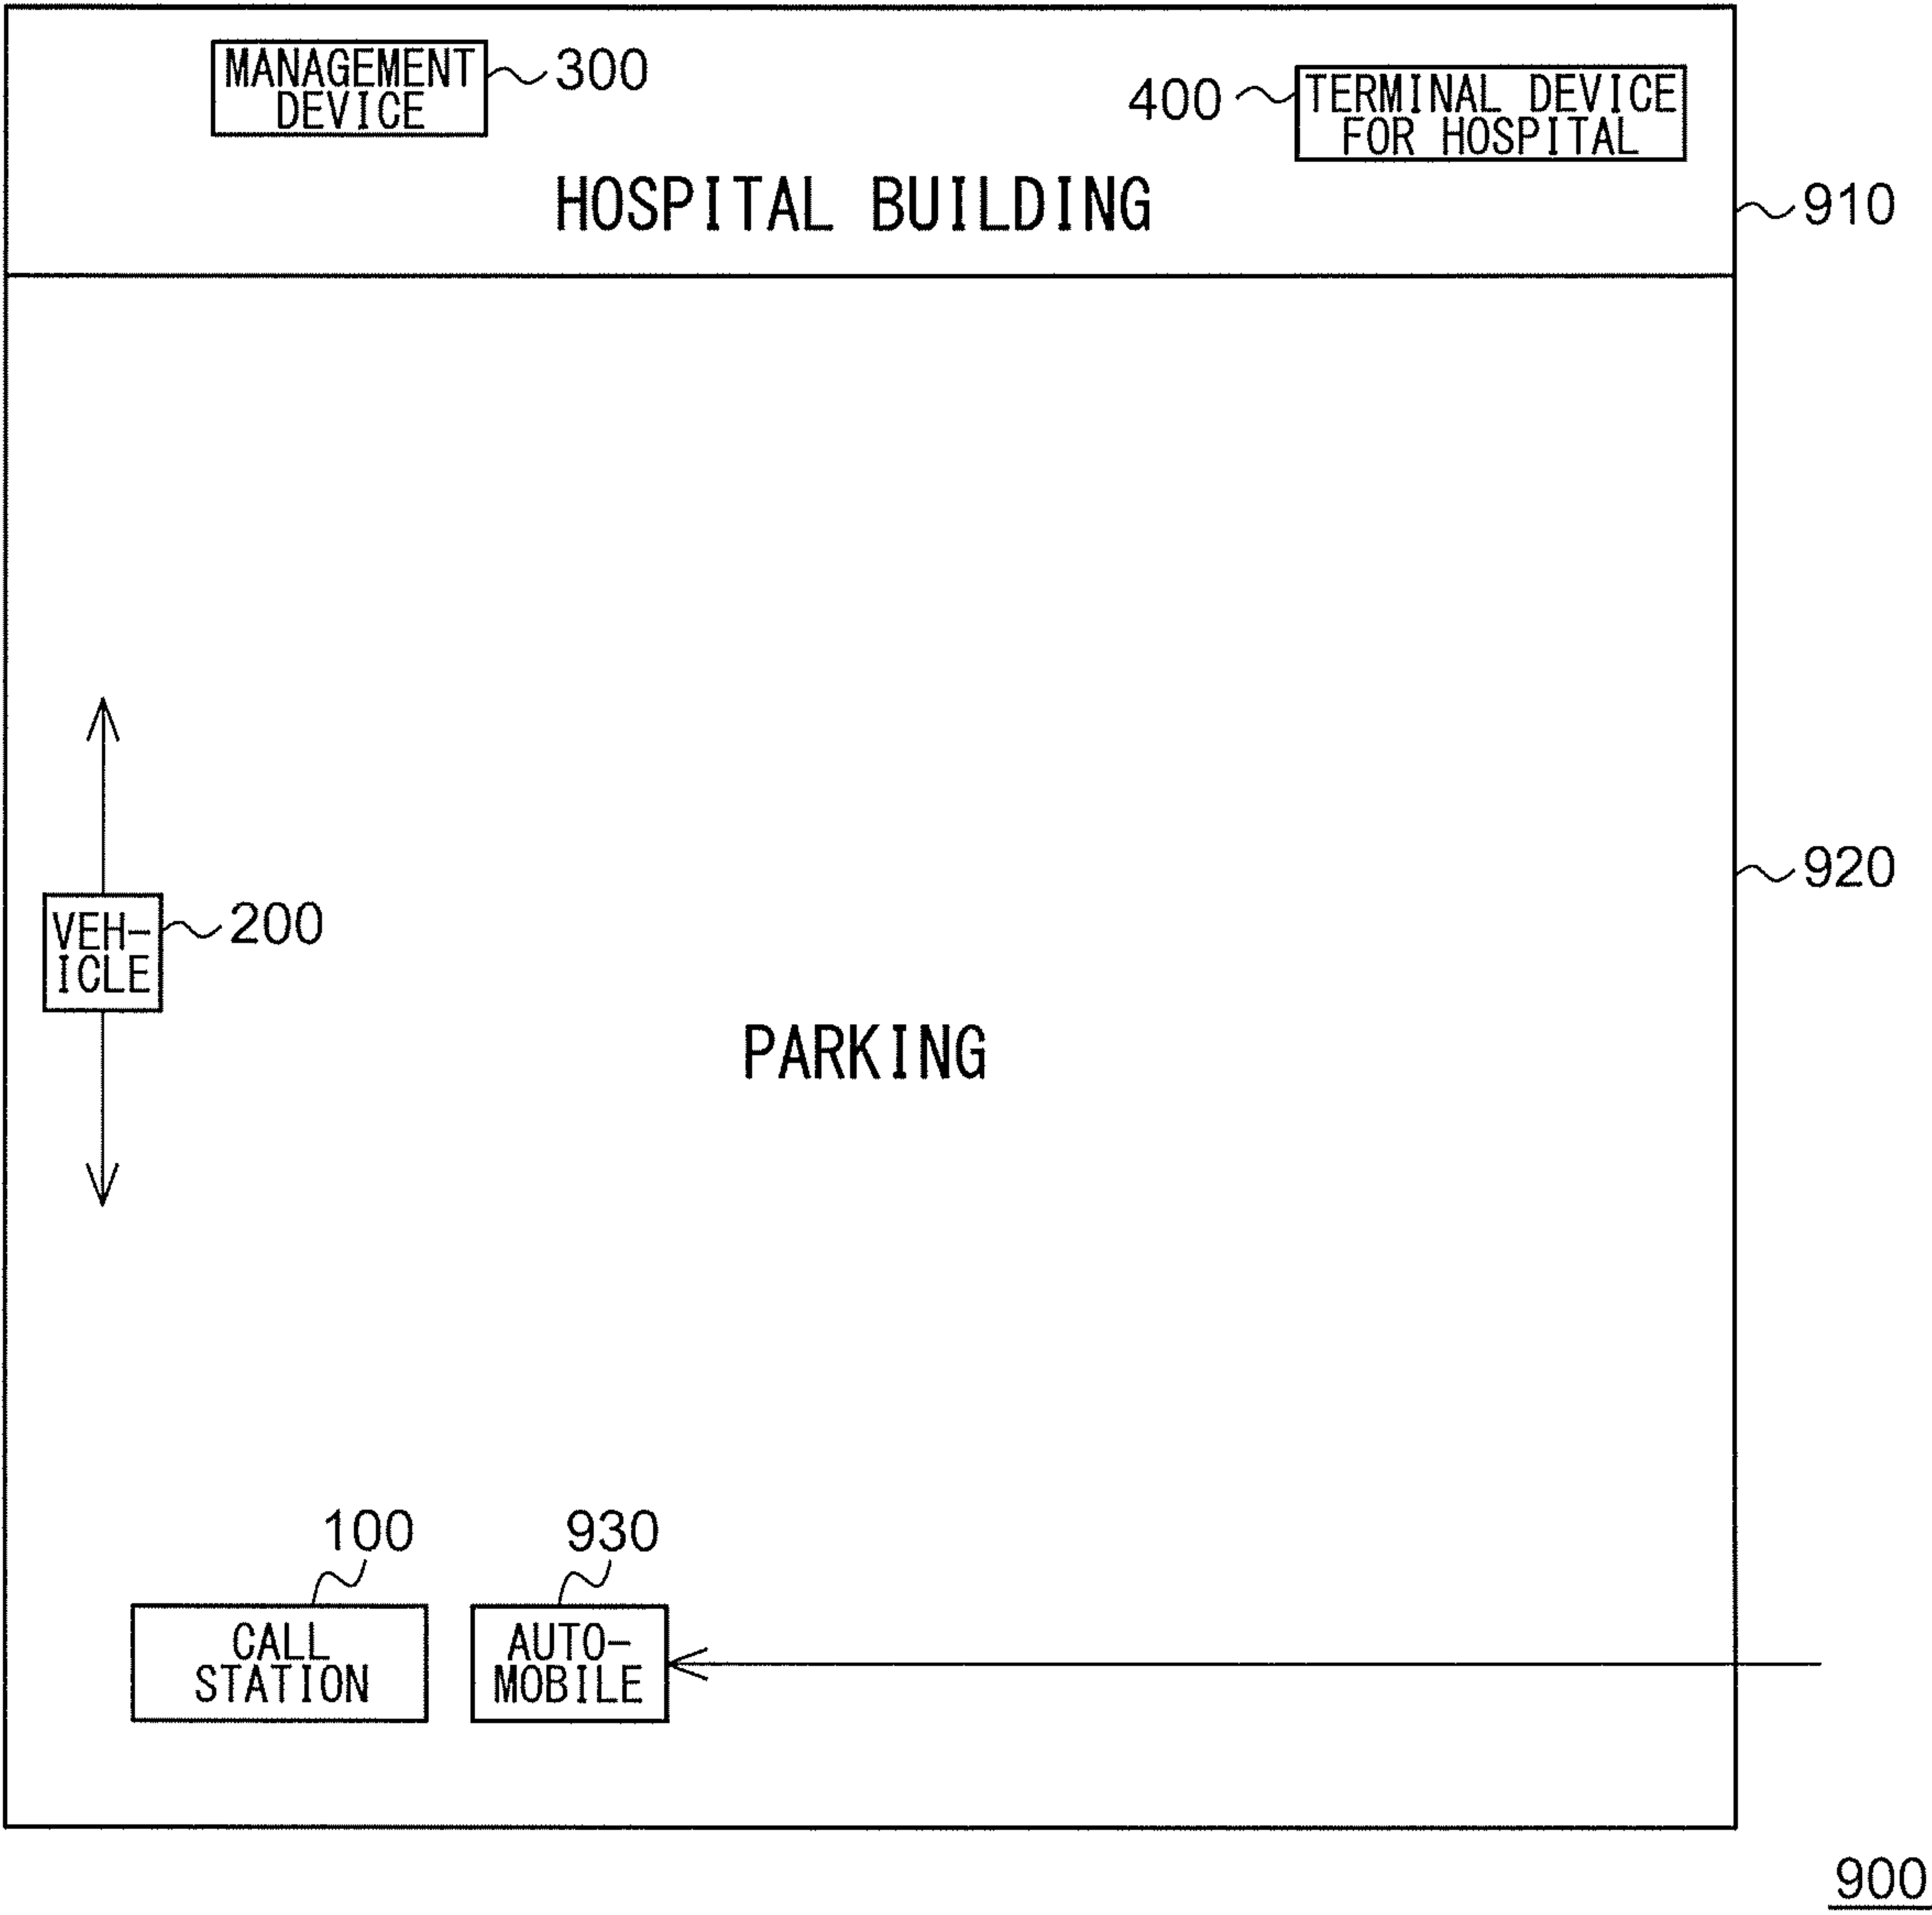 MANAGEMENT
DEVICE
300
400
TERMINAL DEVICE
FOR HOSPITAL
HOSPITAL BUILDING
910
920
VEH-
ICLE
200
PARKING
100
930
CALL
STATION
AUTO-
MOBILE
900